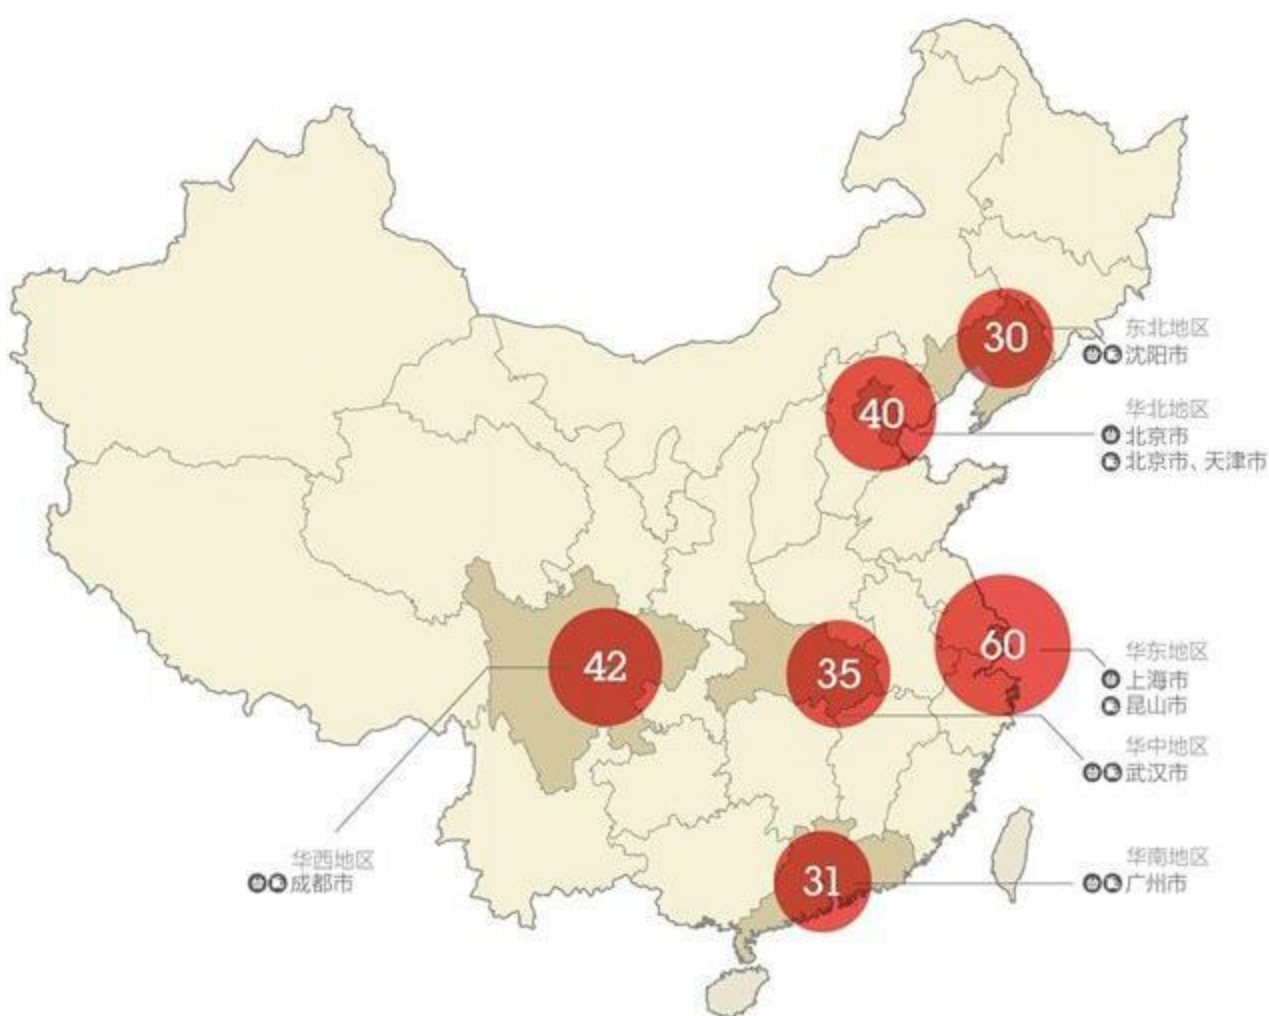 30
东北地区
沈阳市
40
华北地区
北京市
北京市、天津市
60
华东地区
上海市
昆山市
42
35
华中地区
武汉市
31
华西地区
成都市
华南地区
广州市